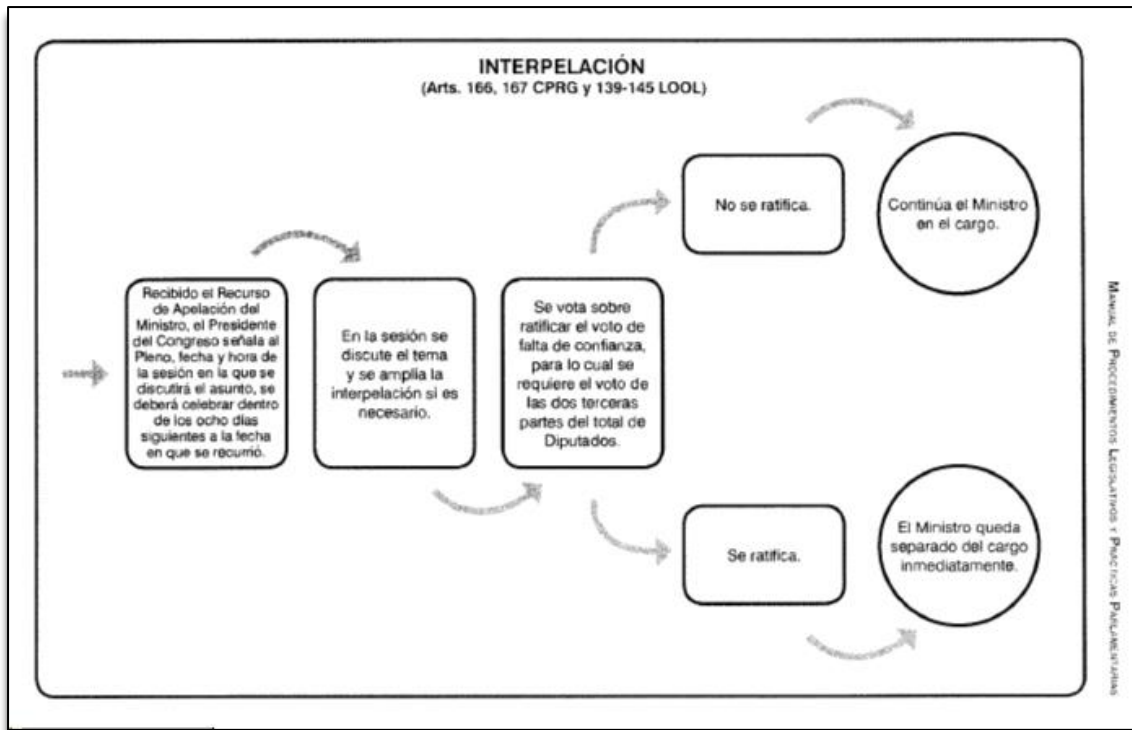 INTERPELACIÓN
(Arts. 166, 167 CPRG y 139-145 LOOL)
Recibido el Recurso
de Apelación del
Ministro, el Presidente
del Congreso señala al
Pleno, fecha y hora de
la sesión en la que se
discutirá el asunto, se
deberá celebrar dentro
de los ocho días
siguientes a la fecha
en que se recurrió.
En la sesión se
discute el tema
y se amplia la
interpelación si es
necesario.
Se vota sobre
ratificar el voto de
falta de confianza,
para lo cual se
requiere el voto de
las dos terceras
partes del total de
Diputados.
No se ratifica.
Continúa el Ministro
en el cargo.
Se ratifica.
El Ministro queda
separado del cargo
inmediatamente.
MANUAL DE PROCEDIMIENTOS LEGISLATIVOS Y PRÁCTICAS PARLAMENTARIAS